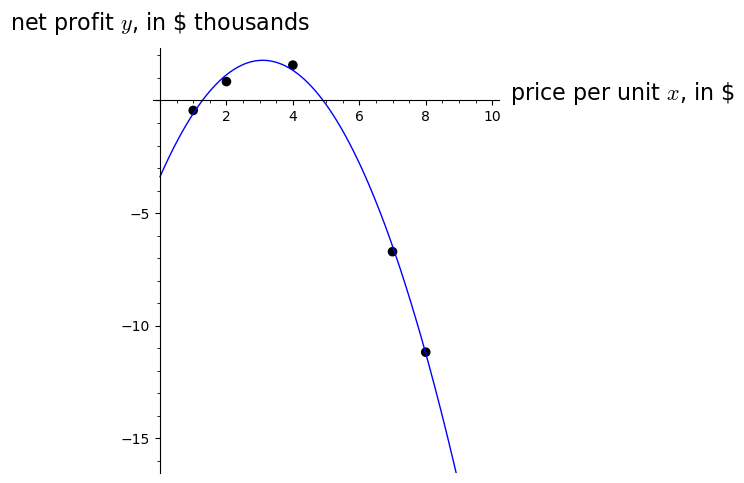 net profit y, in $ thousands
price per unit x, in $
2 4 6 8 10
−5
−10
−15